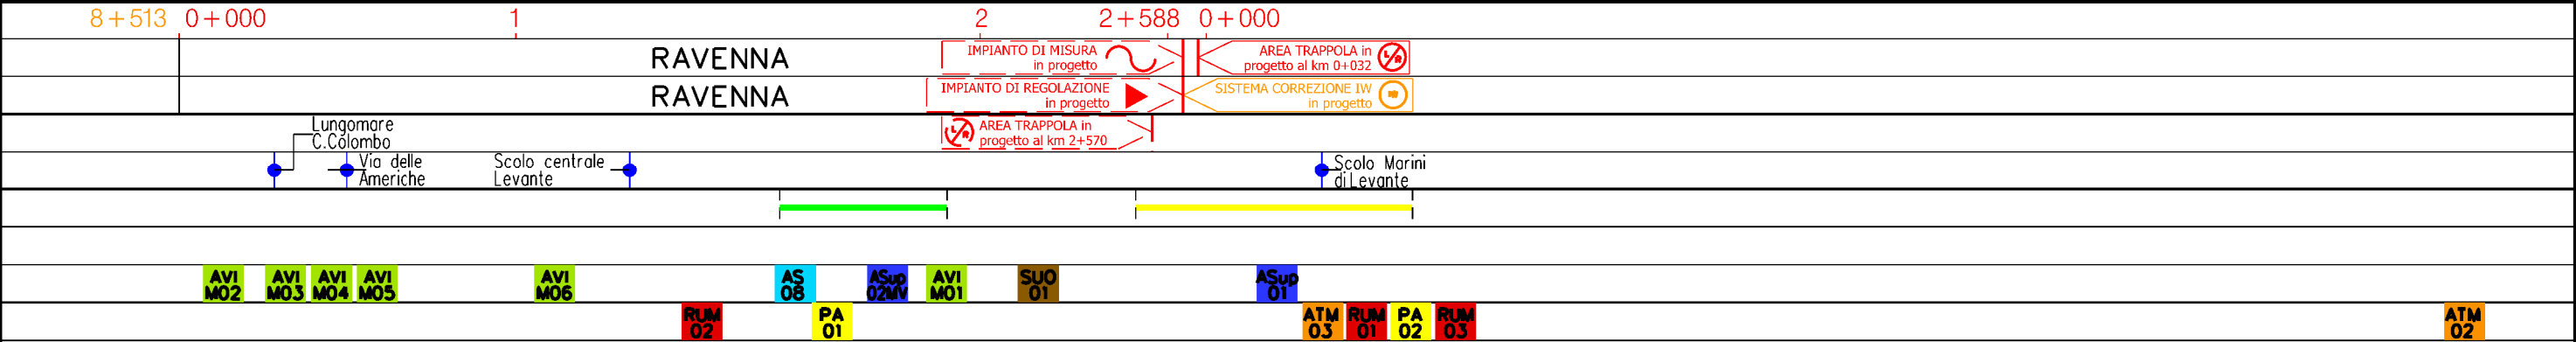 8+513 0+000 1 2 2+588 0+000
RAVENNA
IMPIANTO DI MISURA
in progetto
AREA TRAPPOLA in
progetto al km 0+032
L/R
RAVENNA
IMPIANTO DI REGOLAZIONE
in progetto
SISTEMA CORREZIONE IW
in progetto
Lungomare
C.Colombo
L/R
AREA TRAPPOLA in
progetto al km 2+570
Via delle
Americhe
Scolo centrale
Levante
Scolo Marini
di Levante
AVI
M02
AVI
M03
AVI
M04
AVI
M05
AVI
M06
AS
08
ASup
02MV
AVI
M01
SUO
01
ASup
01
RUM
02
PA
01
ATM
03
RUM
01
PA
02
RUM
03
ATM
02